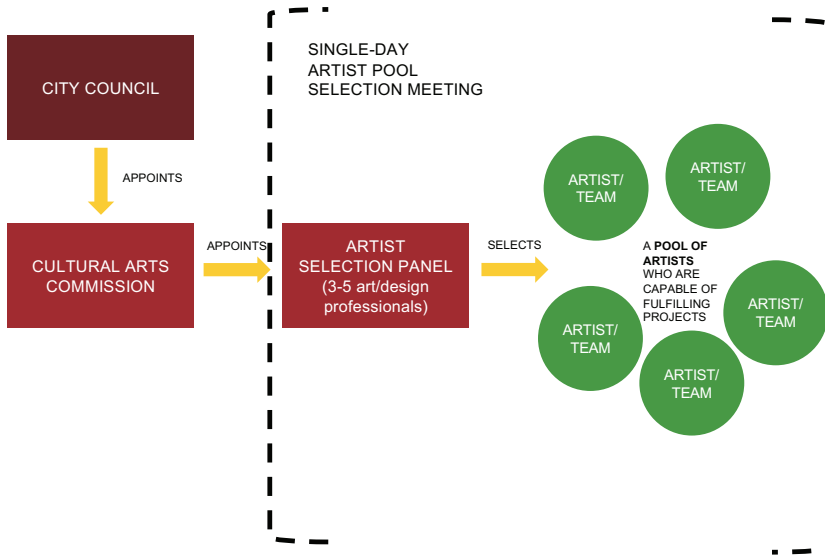 CITY COUNCIL
APPOINTS
CULTURAL ARTS
COMMISSION
APPOINTS
SINGLE-DAY
ARTIST POOL
SELECTION MEETING
ARTIST
SELECTION PANEL
(3-5 art/design
professionals)
SELECTS
ARTIST/
TEAM
ARTIST/
TEAM
A POOL OF
ARTISTS
WHO ARE
CAPABLE OF
FULFILLING
PROJECTS
ARTIST/
TEAM
ARTIST/
TEAM
ARTIST/
TEAM